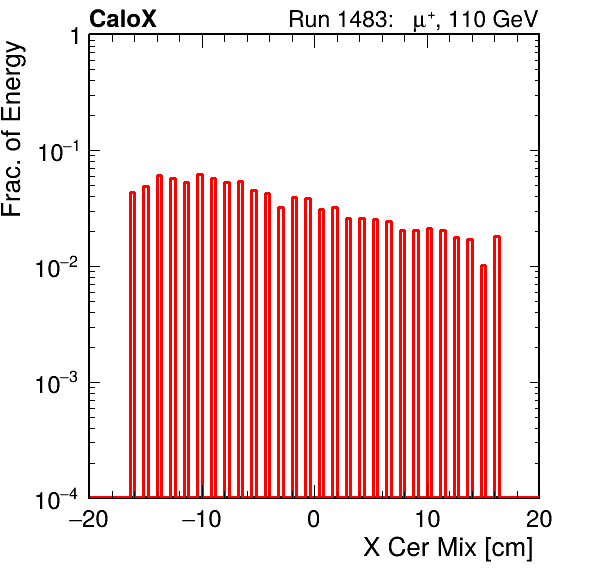 CaloX
Run 1483: μ⁺, 110 GeV
Frac. of Energy
1
10⁻¹
10⁻²
10⁻³
10⁻⁴
−20
−10
0
10
20
X Cer Mix [cm]